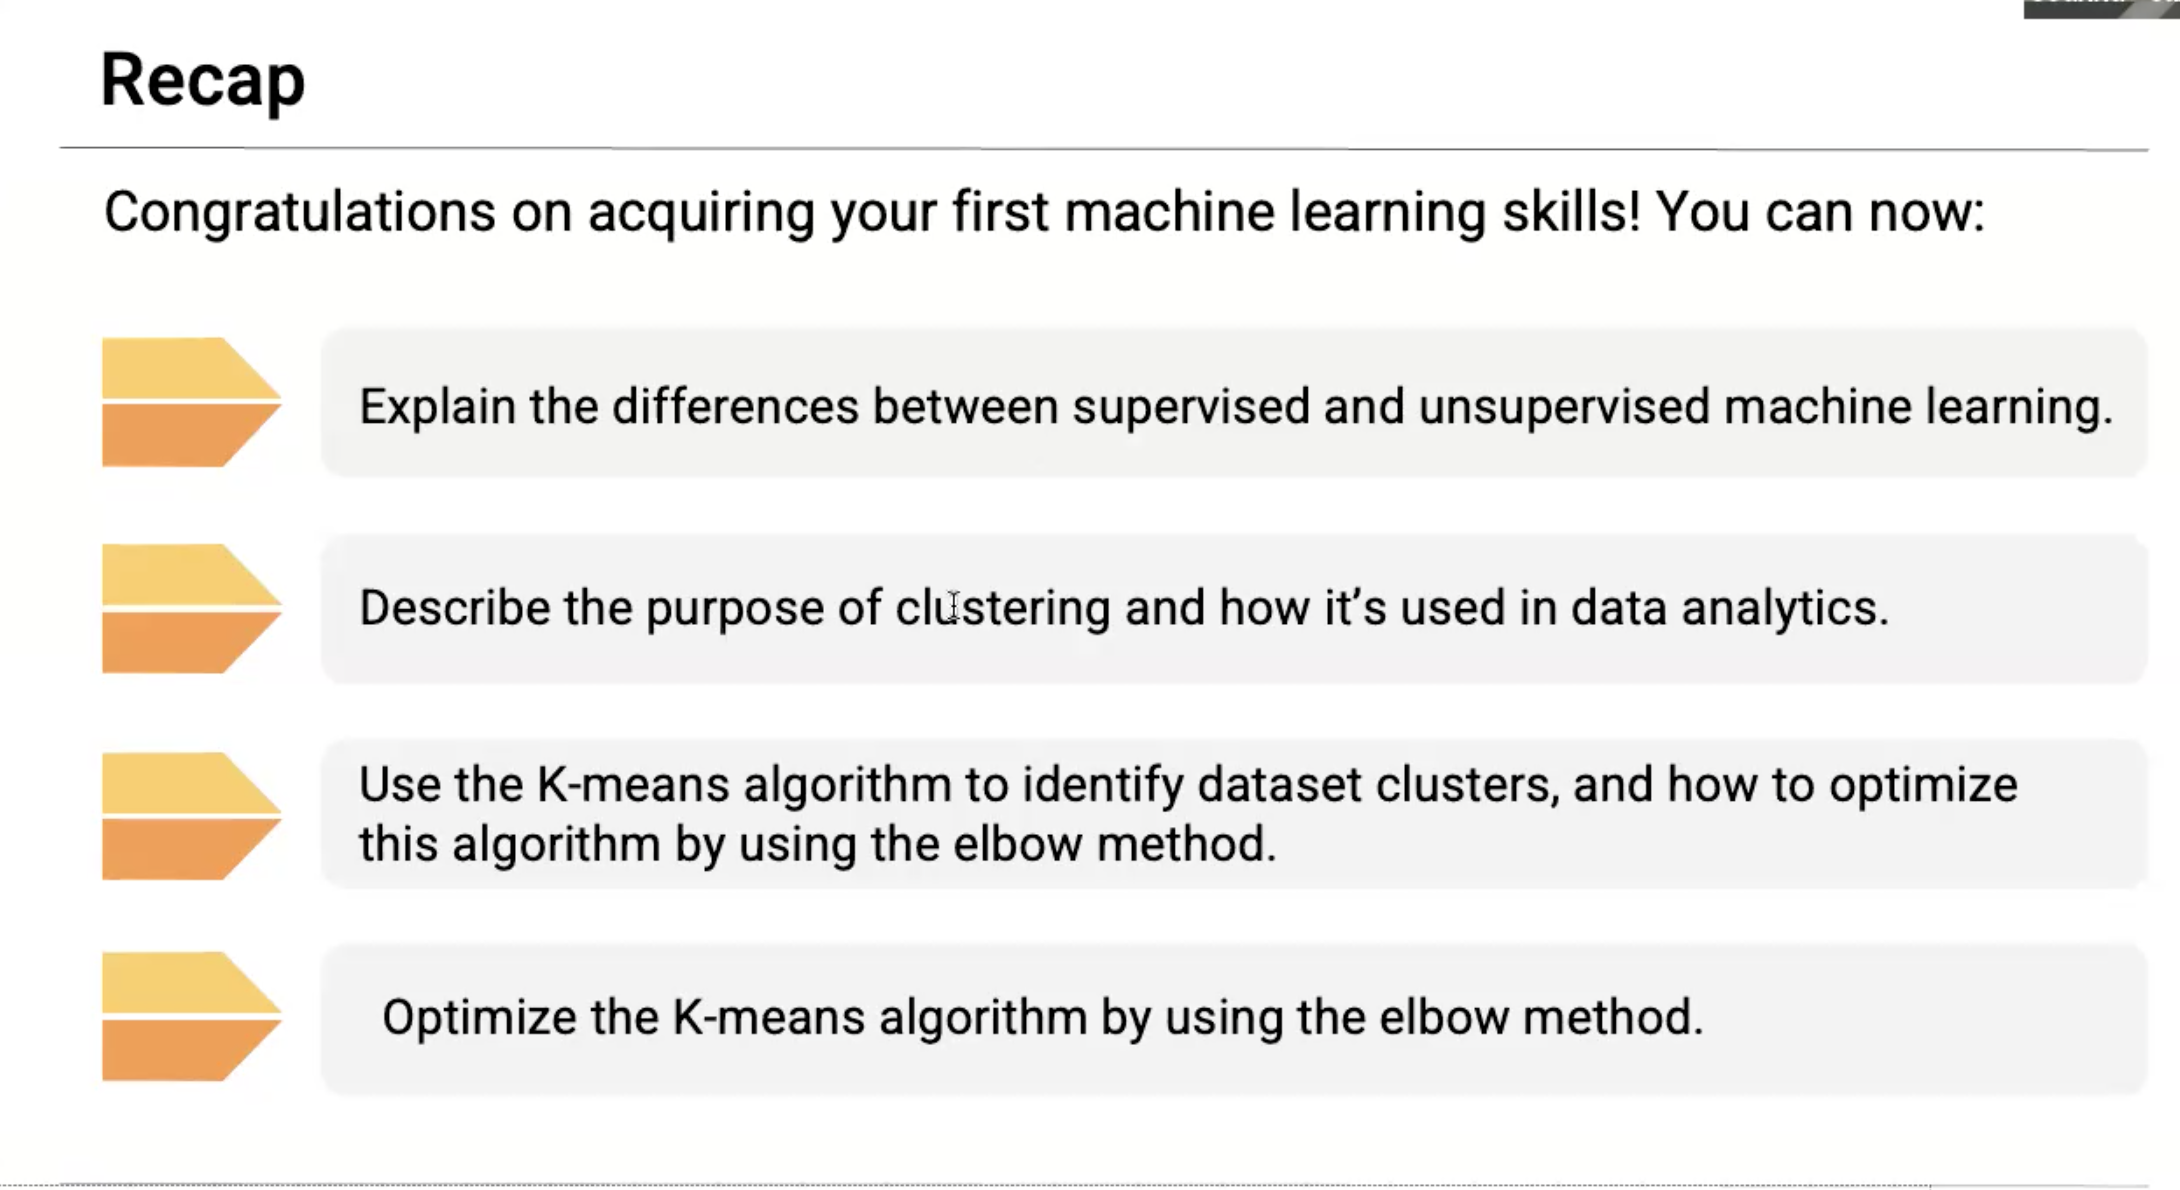 Recap
Congratulations on acquiring your first machine learning skills! You can now:
Explain the differences between supervised and unsupervised machine learning.
Describe the purpose of clustering and how it’s used in data analytics.
Use the K-means algorithm to identify dataset clusters, and how to optimize
this algorithm by using the elbow method.
Optimize the K-means algorithm by using the elbow method.